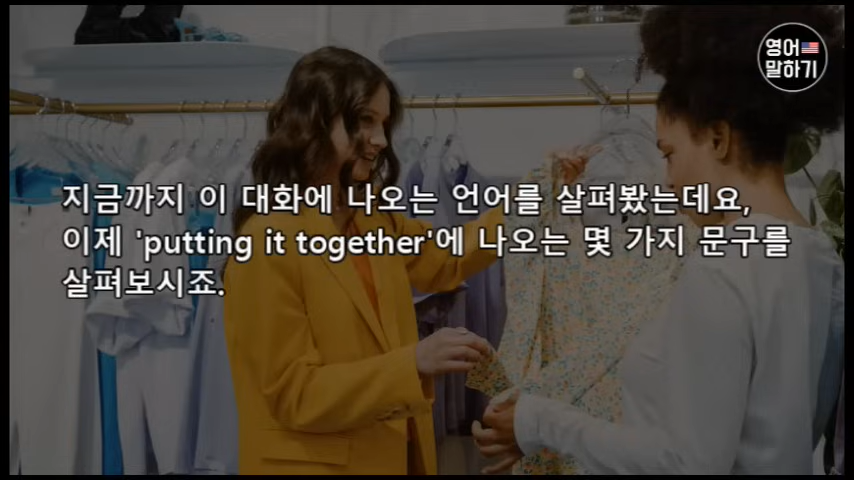 영어
말하기
지금까지 이 대화에 나오는 언어를 살펴봤는데요,
이제 'putting it together'에 나오는 몇 가지 문구를
살펴보시죠.